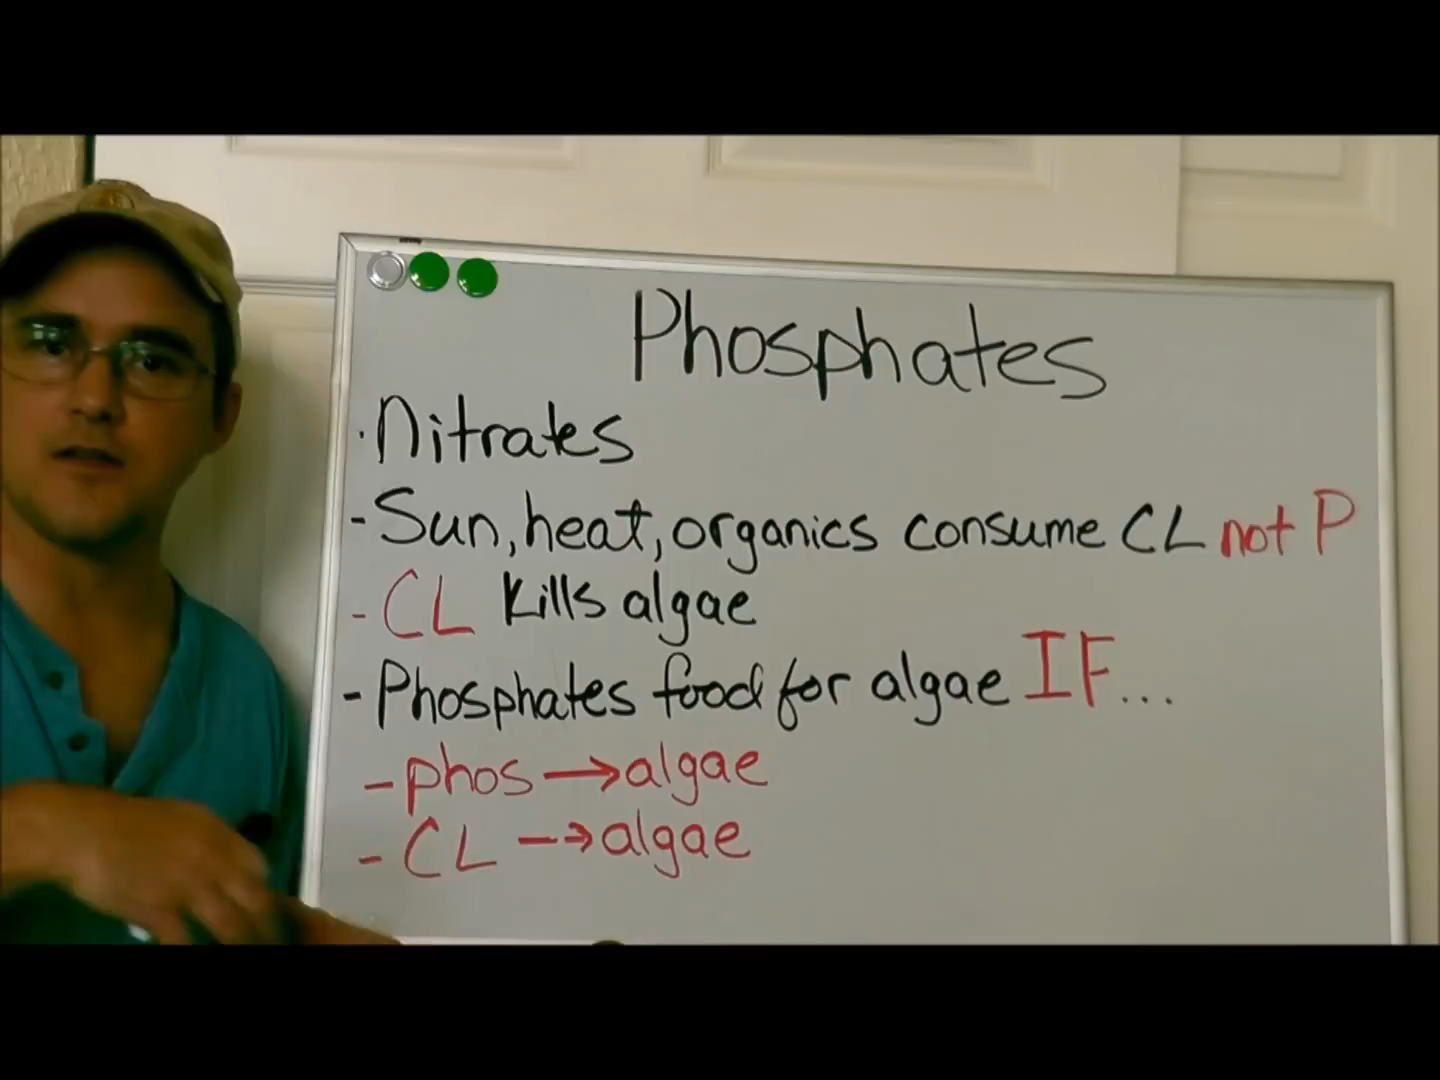 Phosphates
· Nitrates
- Sun, heat, organics consume CL not P
- CL kills algae
- Phosphates food for algae IF...
- phos → algae
- CL → algae